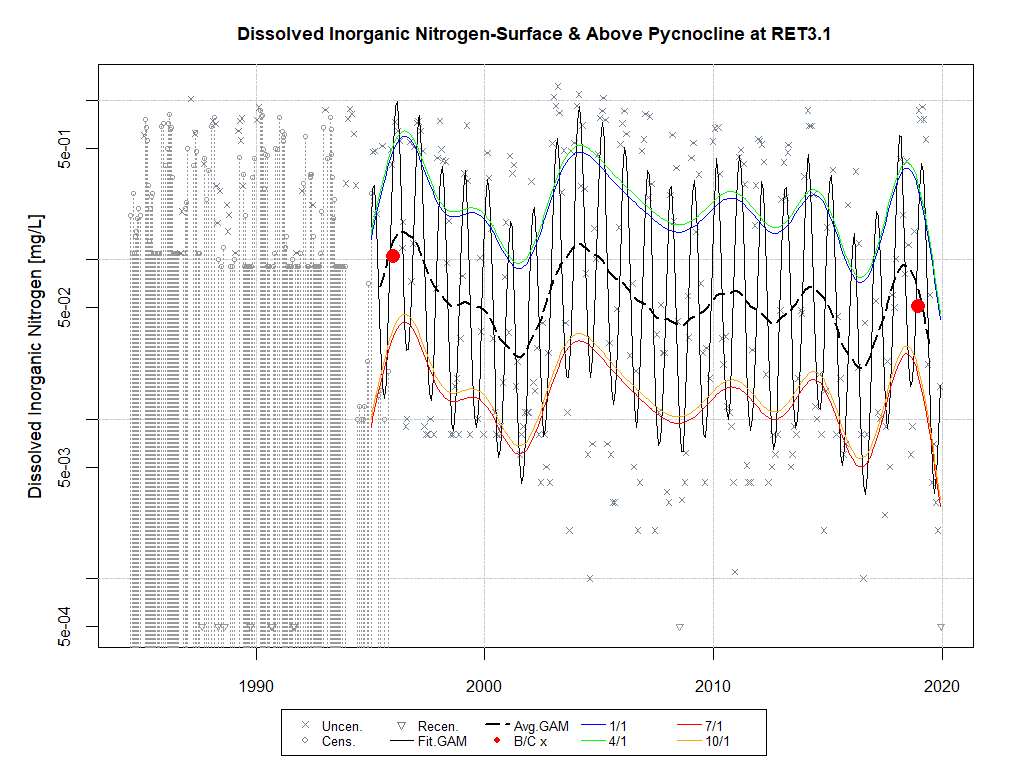 Dissolved Inorganic Nitrogen-Surface & Above Pycnocline at RET3.1
Dissolved Inorganic Nitrogen [mg/L]
5e-01
5e-02
5e-03
5e-04
1990 2000 2010 2020
Uncen. Recen. Avg.GAM 1/1 7/1
Cens. Fit.GAM B/C x 4/1 10/1